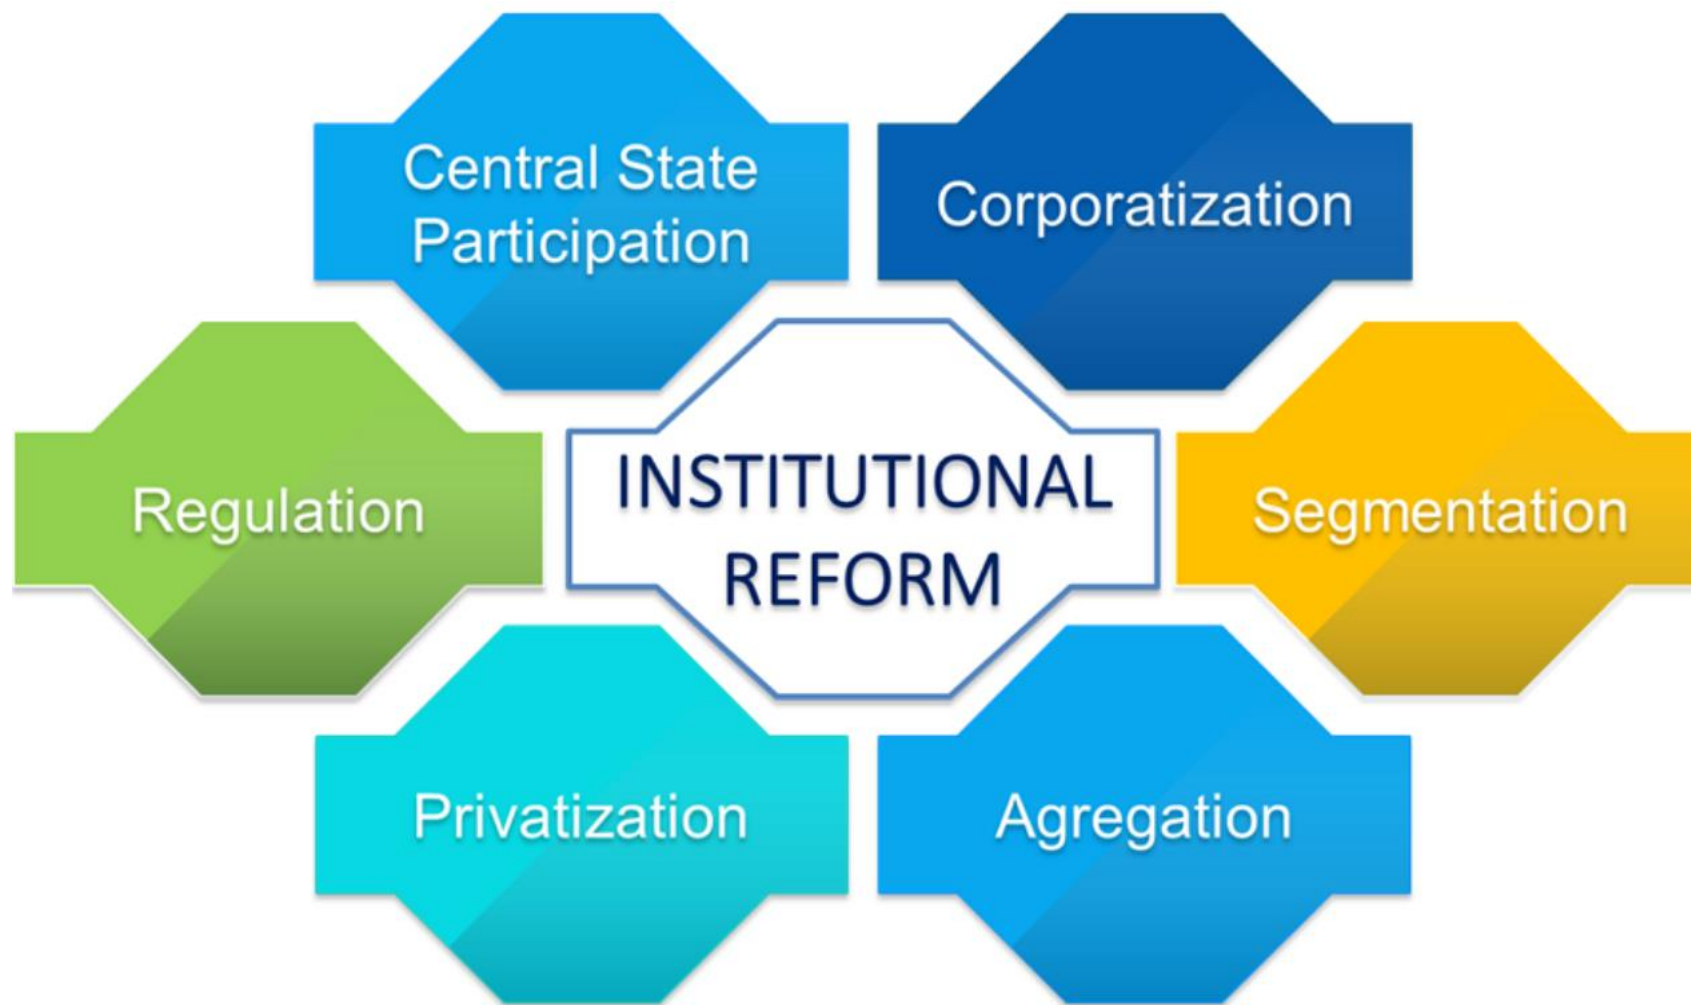 Central State
Participation
Corporatization
Regulation
INSTITUTIONAL
REFORM
Segmentation
Privatization
Agregation